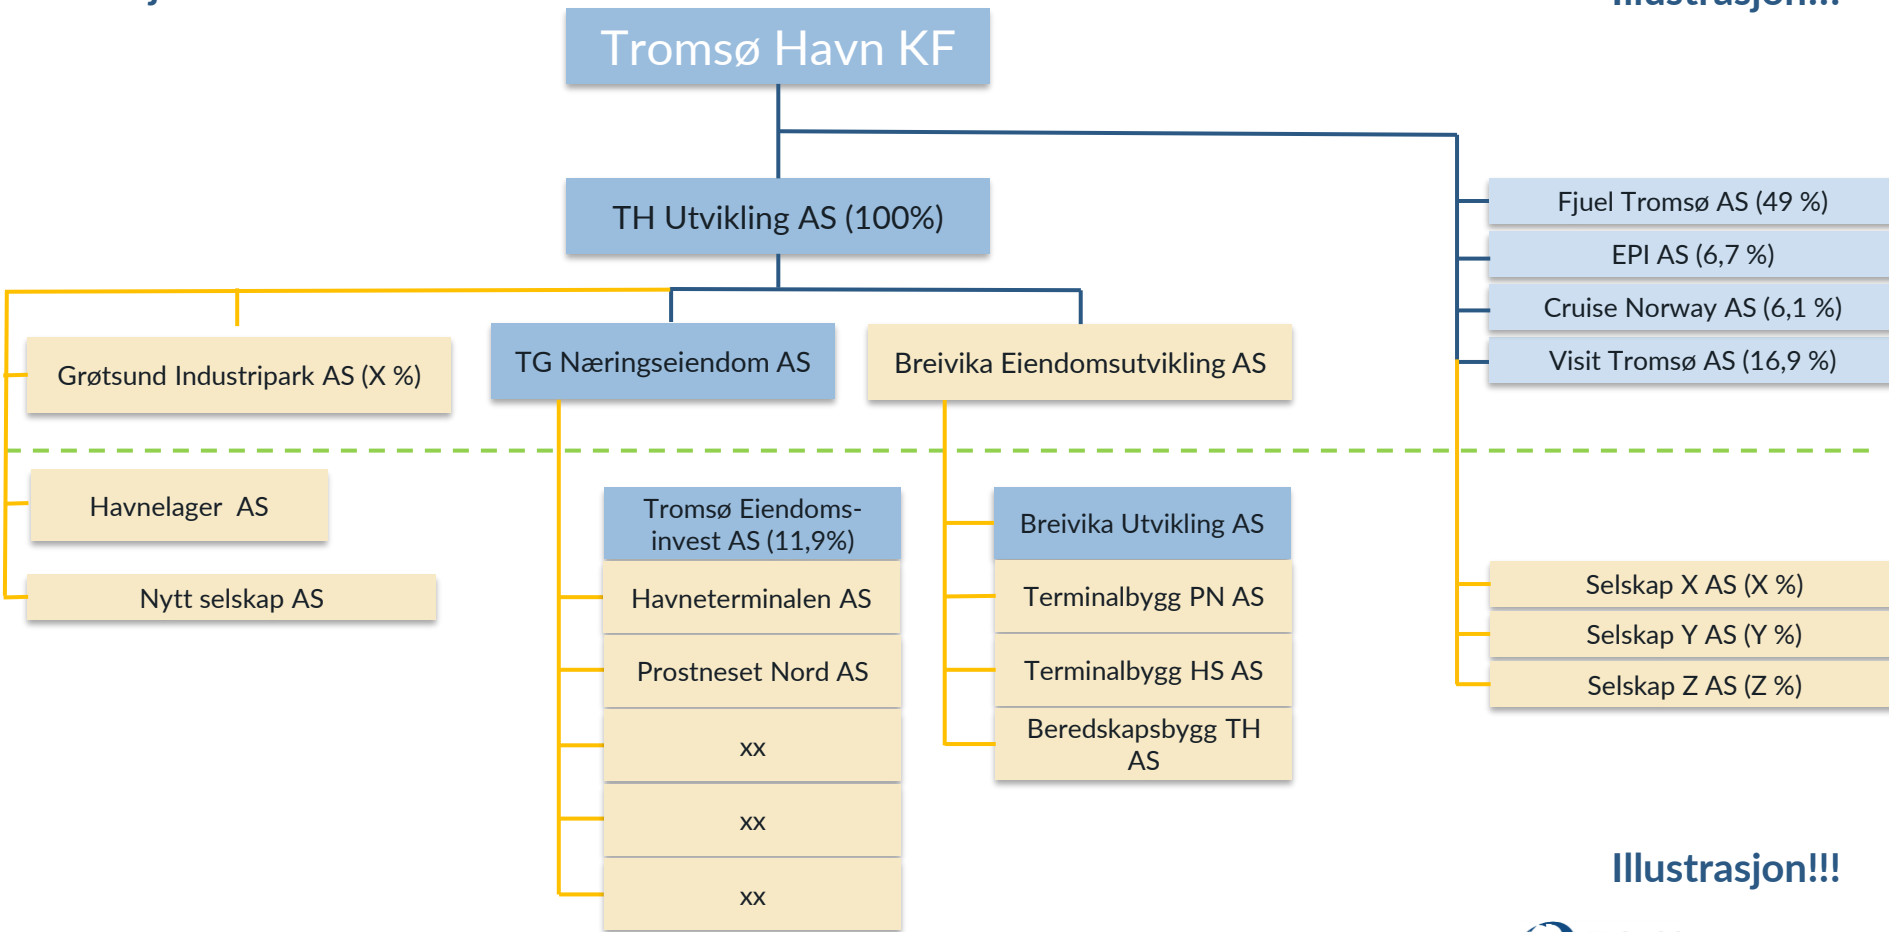 Illustrasjon!!!
Tromsø Havn KF
TH Utvikling AS (100%)
Fjuel Tromsø AS (49 %)
EPI AS (6,7 %)
Cruise Norway AS (6,1 %)
Visit Tromsø AS (16,9 %)
Grøtsund Industripark AS (X %)
TG Næringseiendom AS
Breivika Eiendomsutvikling AS
Havnelager  AS
Nytt selskap AS
Tromsø Eiendoms-
invest AS (11,9%)
Havneterminalen AS
Prostneset Nord AS
xx
xx
xx
Breivika Utvikling AS
Terminalbygg PN AS
Terminalbygg HS AS
Beredskapsbygg TH
AS
Selskap X AS (X %)
Selskap Y AS (Y %)
Selskap Z AS (Z %)
Illustrasjon!!!